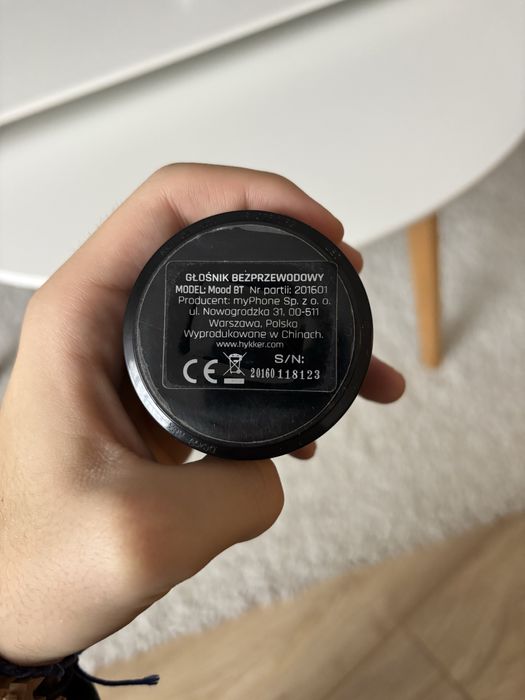 GŁOŚNIK BEZPRZEWODOWY
MODEL: Mood BT Nr partii: 201601
Producent: myPhone Sp. z o. o.
ul. Nowogrodzka 31, 00-511
Warszawa, Polska
Wyprodukowane w Chinach.
www.hykker.com
S/N:
CE 20160118123